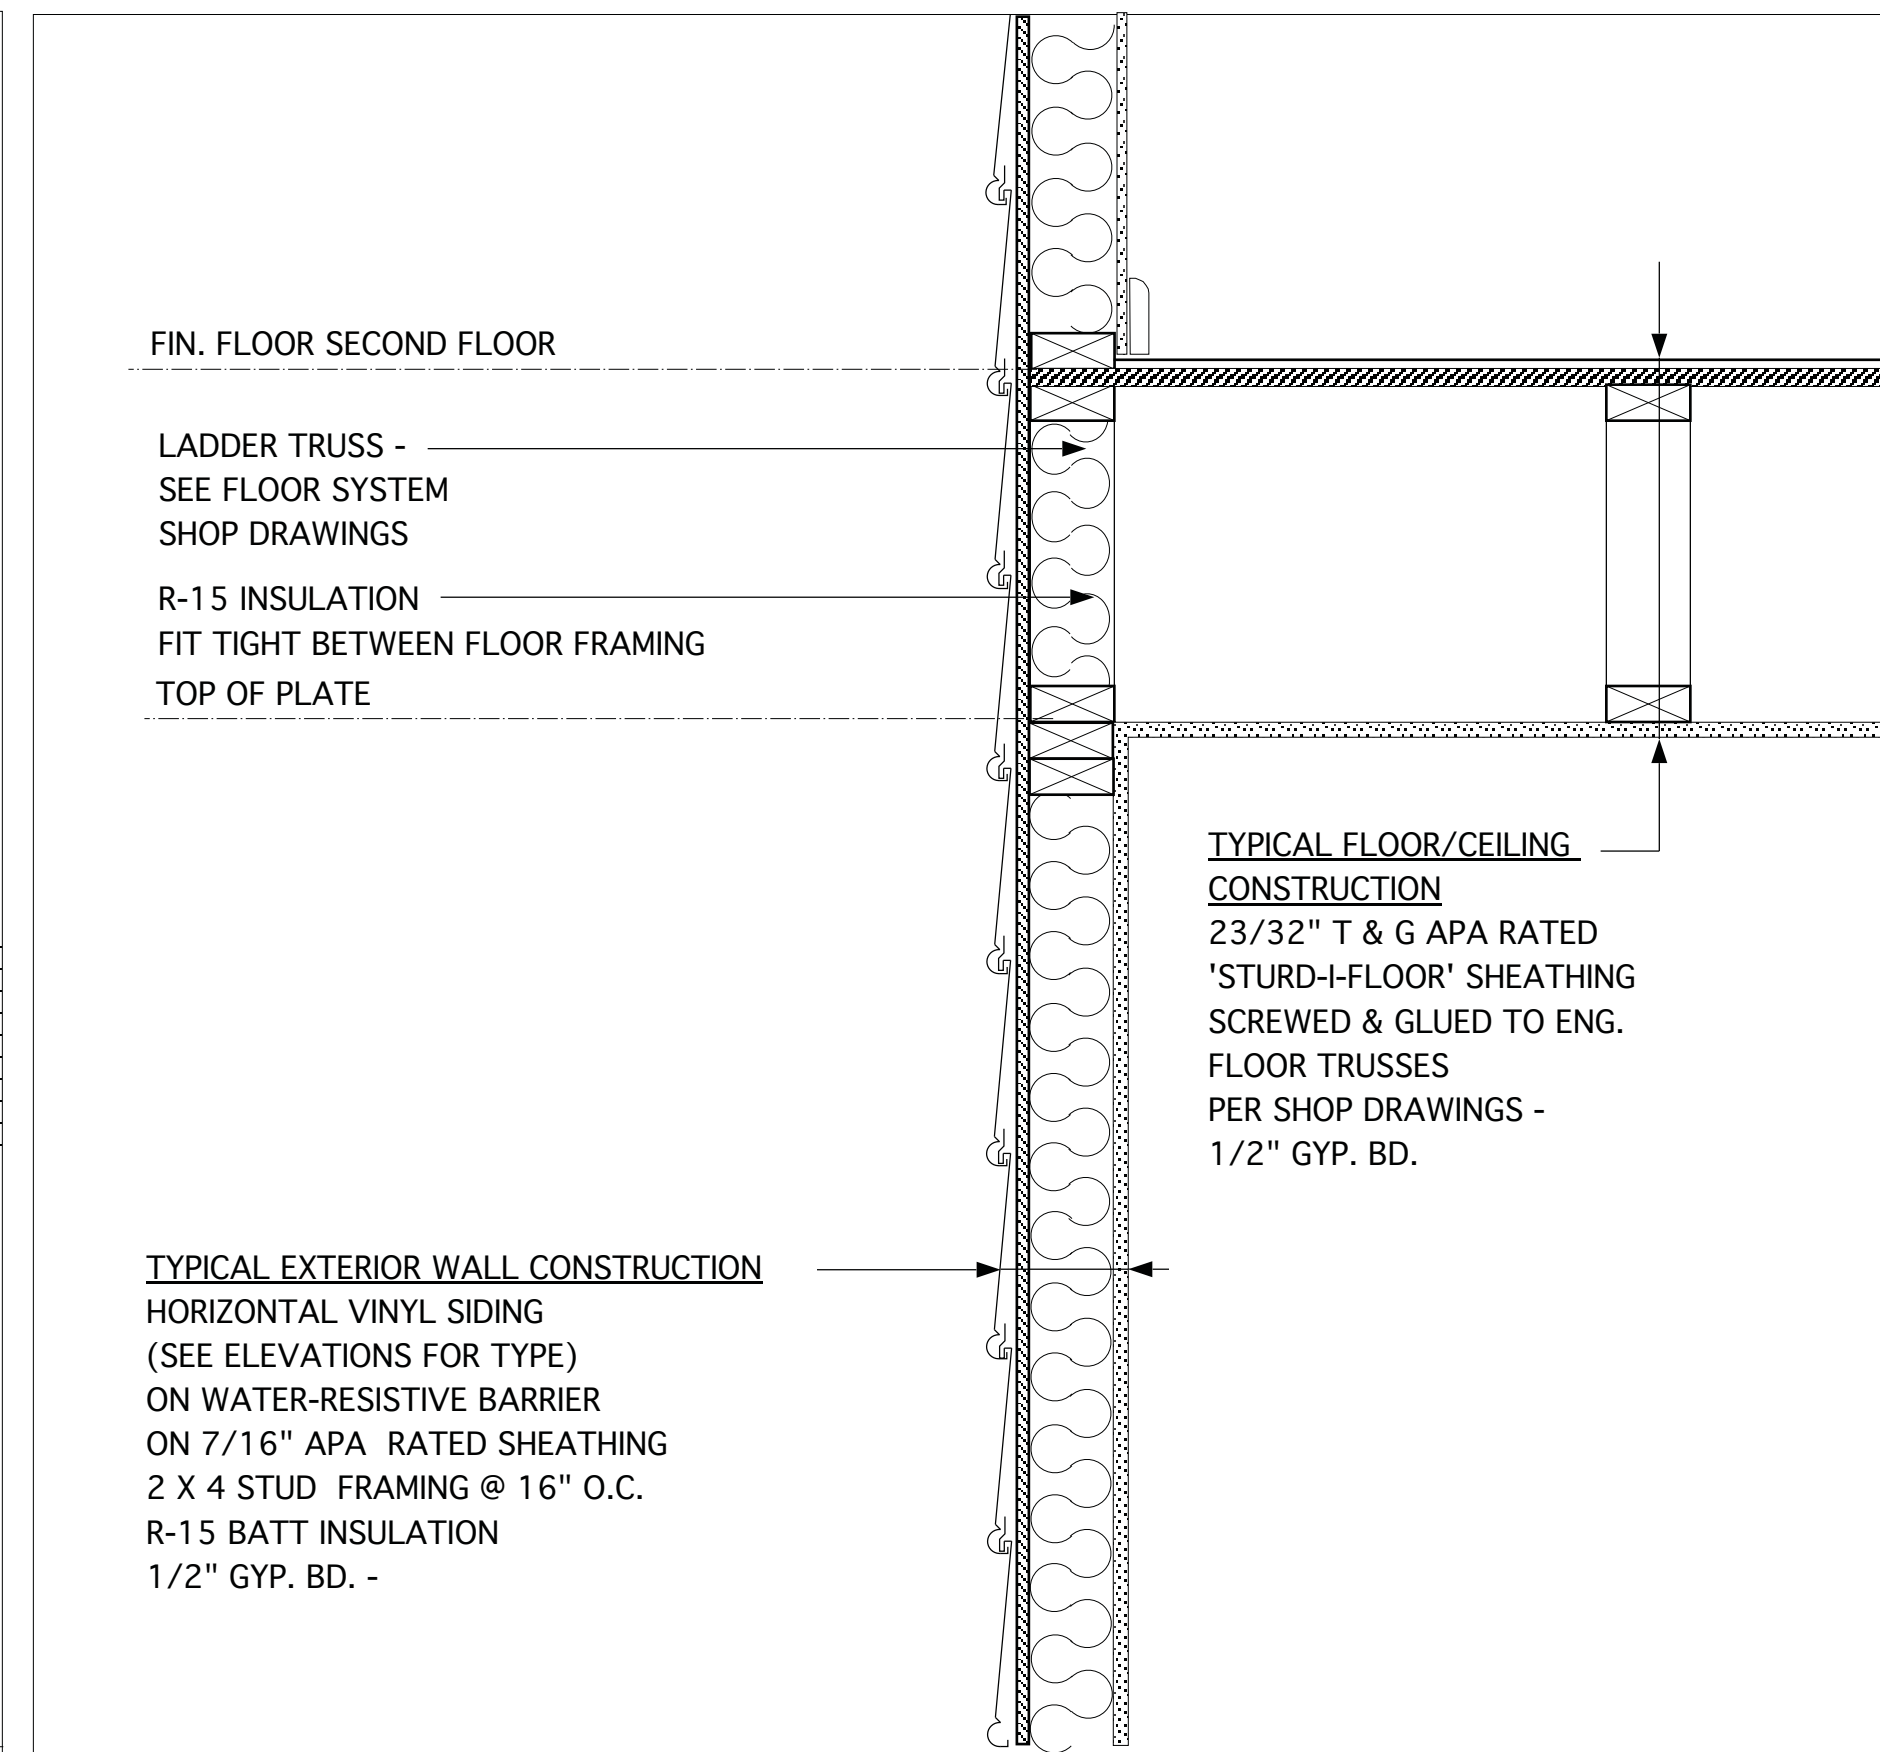 FIN. FLOOR SECOND FLOOR
LADDER TRUSS -
SEE FLOOR SYSTEM
SHOP DRAWINGS
R-15 INSULATION
FIT TIGHT BETWEEN FLOOR FRAMING
TOP OF PLATE
TYPICAL FLOOR/CEILING
CONSTRUCTION
23/32" T & G APA RATED
'STURD-I-FLOOR' SHEATHING
SCREWED & GLUED TO ENG.
FLOOR TRUSSES
PER SHOP DRAWINGS -
1/2" GYP. BD.
TYPICAL EXTERIOR WALL CONSTRUCTION
HORIZONTAL VINYL SIDING
(SEE ELEVATIONS FOR TYPE)
ON WATER-RESISTIVE BARRIER
ON 7/16" APA  RATED SHEATHING
2 X 4 STUD  FRAMING @ 16" O.C.
R-15 BATT INSULATION
1/2" GYP. BD. -